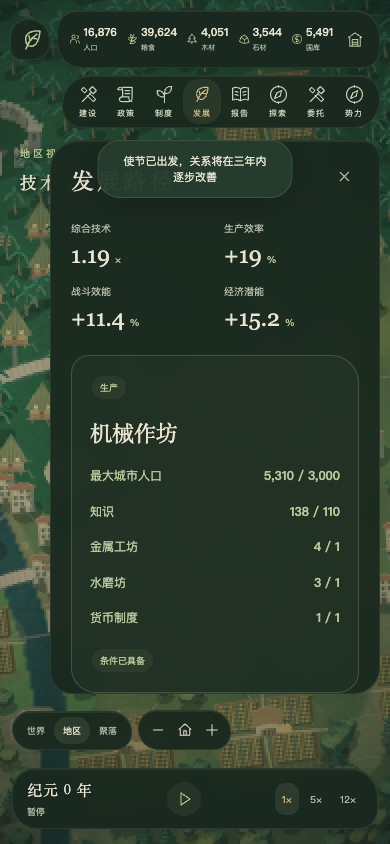 16,876
人口
39,624
粮食
4,051
木材
3,544
石材
5,491
国库
建设
政策
制度
发展
报告
探索
委托
势力
地区视
技术
使节已出发，关系将在三年内
逐步改善
发展路径
综合技术
1.19 ×
生产效率
+19 %
战斗效能
+11.4 %
经济潜能
+15.2 %
生产
机械作坊
最大城市人口 5,310 / 3,000
知识 138 / 110
金属工坊 4 / 1
水磨坊 3 / 1
货币制度 1 / 1
条件已具备
世界
地区
聚落
纪元 0 年
暂停
1×
5×
12×